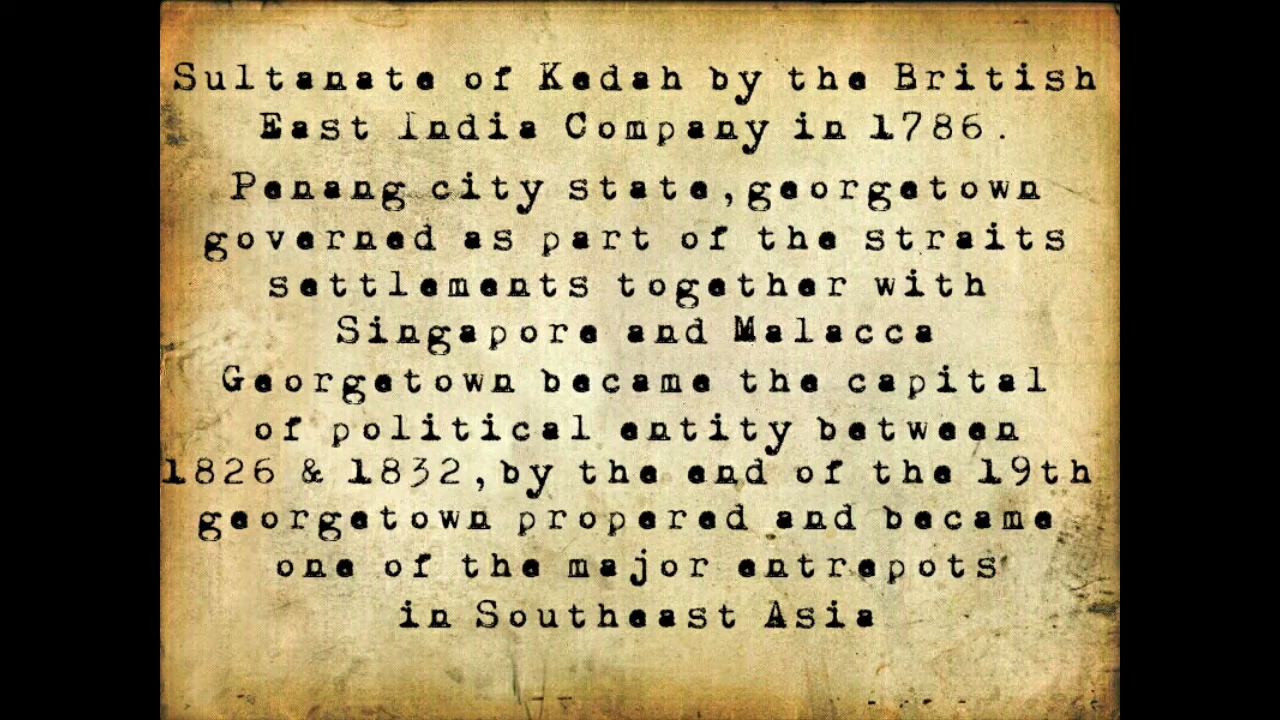 Sultanate of Kedah by the British
East India Company in 1786.
Penang city state,georgetown
governed as part of the straits
settlements together with
Singapore and Malacca
Georgetown became the capital
of political entity between
1826 & 1832,by the end of the 19th
georgetown propered and became
one of the major entrepots
in Southeast Asia